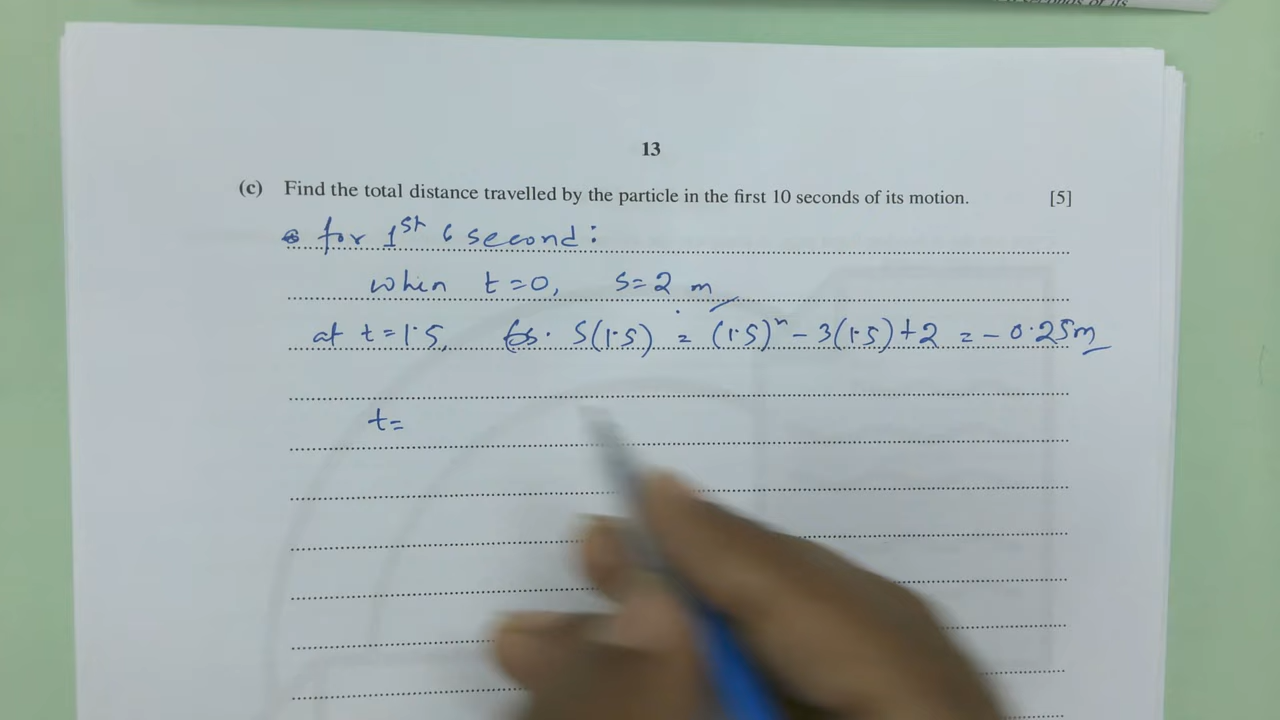 13
(c) Find the total distance travelled by the particle in the first 10 seconds of its motion. [5]
for 1st 6 second:
when t=0, s=2 m
at t=1.5, S(1.5) = (1.5)² - 3(1.5)+2 = -0.25m
t=